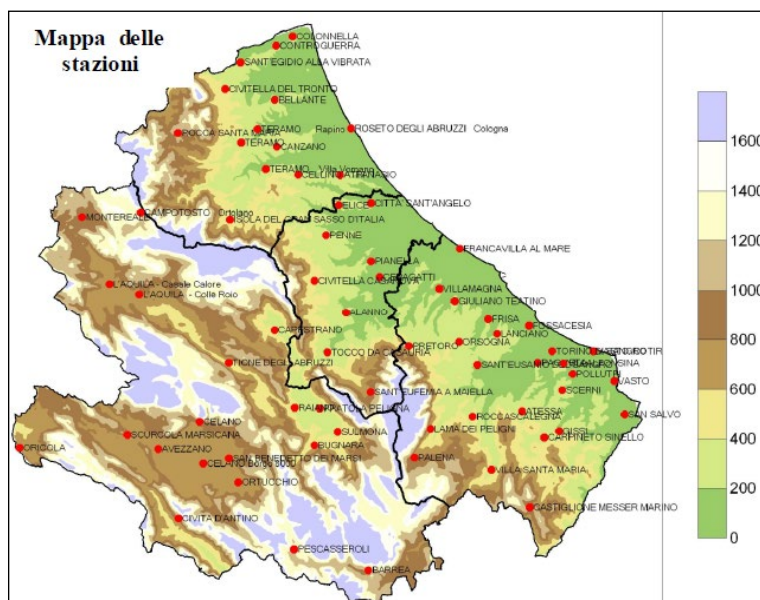 Mappa delle
stazioni
COLONNELLA
CONTROGUERRA
SANT'EGIDIO ALLA VIBRATA
CIVITELLA DEL TRONTO
BELLANTE
TERAMO Rapino
ROSETO DEGLI ABRUZZI Cologna
ROCCA SANTA MARIA
TERAMO
CANZANO
TERAMO Villa Vomano
CELLINO ATTANASIO
CITTA' SANT'ANGELO
ELICE
CAMPOTOSTO Ortolano
MONTEREALE
ISOLA DEL GRAN SASSO D'ITALIA
PENNE
FRANCAVILLA AL MARE
PIANELLA
CEPAGATTI
CIVITELLA CASANOVA
L'AQUILA - Canale Calore
L'AQUILA - Colle Roio
VILLAMAGNA
GIULIANO TEATINO
ALANNO
FRISA
FOSSACESIA
CAPESTRANO
LANCIANO
ORSOGNA
PRETORO
TOCCO DA CASAURIA
TORINO DI SANGRO
TIONE DEGLI ABRUZZI
SANT'EUSANIO DEL SANGRO
POLLUTRI
VASTO
SCERNI
SANT'EUFEMIA A MAIELLA
RAIANO
PRATOLA PELIGNA
ATESSA
SAN SALVO
ROCCASCALEGNA
CELANO
LAMA DEI PELIGNI
SULMONA
GISSI
SCURCOLA MARSICANA
CARPINETO SINELLO
BUGNARA
ORICOLA
AVEZZANO
SAN BENEDETTO DEI MARSI
PALENA
CELANO Borgo
VILLA SANTA MARIA
ORTUCCHIO
CASTIGLIONE MESSER MARINO
CIVITA D'ANTINO
PESCASSEROLI
BARREA
1600
1400
1200
1000
800
600
400
200
0